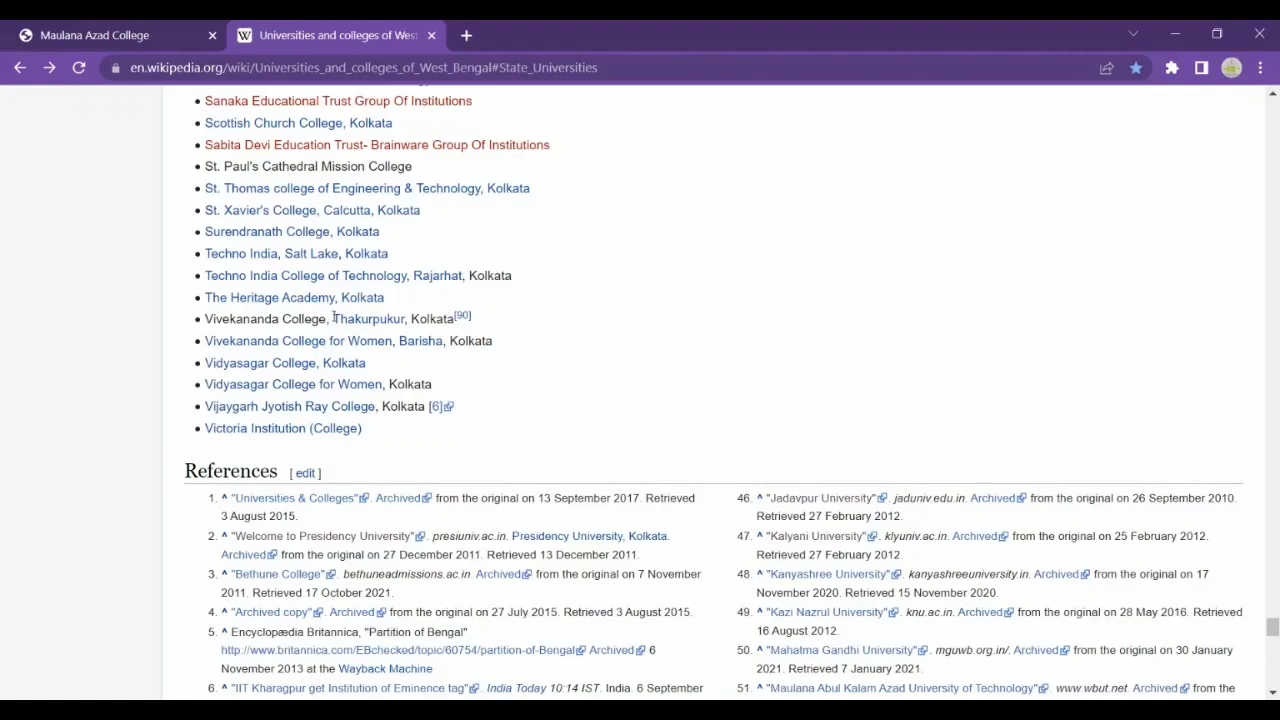 Maulana Azad College
Universities and colleges of West
en.wikipedia.org/wiki/Universities_and_colleges_of_West_Bengal#State_Universities
Sanaka Educational Trust Group Of Institutions
Scottish Church College, Kolkata
Sabita Devi Education Trust- Brainware Group Of Institutions
St. Paul's Cathedral Mission College
St. Thomas college of Engineering & Technology, Kolkata
St. Xavier's College, Calcutta, Kolkata
Surendranath College, Kolkata
Techno India, Salt Lake, Kolkata
Techno India College of Technology, Rajarhat, Kolkata
The Heritage Academy, Kolkata
Vivekananda College, Thakurpukur, Kolkata[90]
Vivekananda College for Women, Barisha, Kolkata
Vidyasagar College, Kolkata
Vidyasagar College for Women, Kolkata
Vijaygarh Jyotish Ray College, Kolkata [6]
Victoria Institution (College)
References [ edit ]
1. ^ "Universities & Colleges". Archived from the original on 13 September 2017. Retrieved
3 August 2015.
2. ^ "Welcome to Presidency University". presiuniv.ac.in. Presidency University, Kolkata.
Archived from the original on 27 December 2011. Retrieved 13 December 2011.
3. ^ "Bethune College". bethuneadmissions.ac.in. Archived from the original on 7 November
2011. Retrieved 17 October 2021.
4. ^ "Archived copy". Archived from the original on 27 July 2015. Retrieved 3 August 2015.
5. ^ Encyclopædia Britannica, "Partition of Bengal"
http://www.britannica.com/EBchecked/topic/60754/partition-of-Bengal Archived 6
November 2013 at the Wayback Machine
6. ^ "IIT Kharagpur get Institution of Eminence tag". India Today 10:14 IST. India. 6 September
46. ^ "Jadavpur University". jaduniv.edu.in. Archived from the original on 26 September 2010.
Retrieved 27 February 2012.
47. ^ "Kalyani University". klyuniv.ac.in. Archived from the original on 25 February 2012.
Retrieved 27 February 2012.
48. ^ "Kanyashree University". kanyashreeuniversity.in. Archived from the original on 17
November 2020. Retrieved 15 November 2020.
49. ^ "Kazi Nazrul University". knu.ac.in. Archived from the original on 28 May 2016. Retrieved
16 August 2012.
50. ^ "Mahatma Gandhi University". mguwb.org.in/. Archived from the original on 30 January
2021. Retrieved 7 January 2021.
51. ^ "Maulana Abul Kalam Azad University of Technology". www.wbut.net. Archived from the